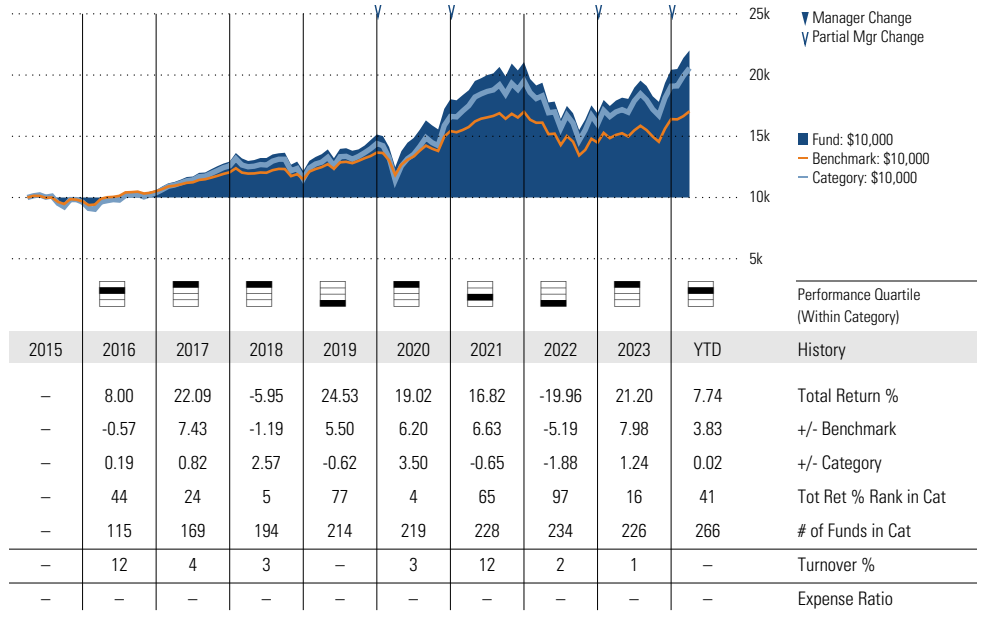 25k
20k
15k
10k
5k
Manager Change
Partial Mgr Change
Fund: $10,000
Benchmark: $10,000
Category: $10,000
Performance Quartile
(Within Category)
2015 2016 2017 2018 2019 2020 2021 2022 2023 YTD History
– 8.00 22.09 -5.95 24.53 19.02 16.82 -19.96 21.20 7.74 Total Return %
– -0.57 7.43 -1.19 5.50 6.20 6.63 -5.19 7.98 3.83 +/- Benchmark
– 0.19 0.82 2.57 -0.62 3.50 -0.65 -1.88 1.24 0.02 +/- Category
– 44 24 5 77 4 65 97 16 41 Tot Ret % Rank in Cat
– 115 169 194 214 219 228 234 226 266 # of Funds in Cat
– 12 4 3 – 3 12 2 1 – Turnover %
– – – – – – – – – – Expense Ratio